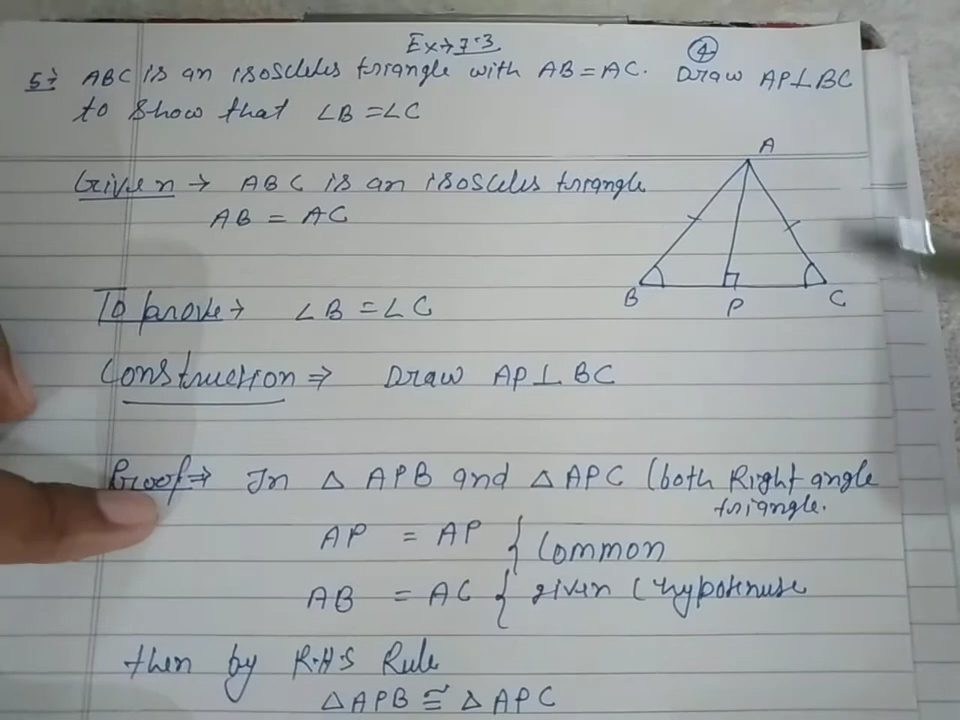 Ex→7.3
④
5⇒ ABC is an isosceles triangle with AB = AC. Draw AP⊥BC
to show that ∠B = ∠C
Given → ABC is an isosceles triangle
AB = AC
A
B P C
To prove→ ∠B = ∠C
Construction ⇒ Draw AP⊥BC
Proof⇒ In △ APB and △ APC (both Right angle
triangle.
AP = AP { Common
AB = AC { given (hypotenuse
then by R.H.S Rule
△APB ≅ △ APC